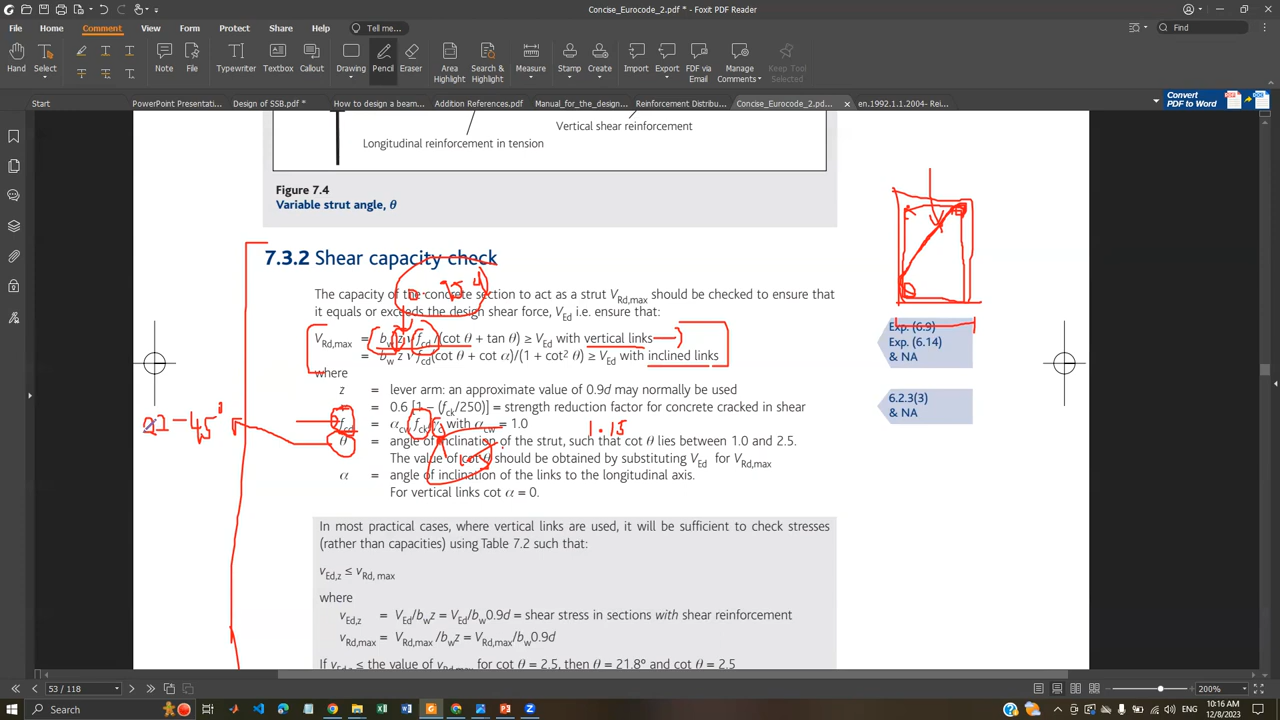 Concise_Eurocode_2.pdf * - Foxit PDF Reader
File Home Comment View Form Protect Share Help Tell me... Find
Hand Select Note File Typewriter Textbox Callout Drawing Pencil Eraser Area Highlight Search & Highlight Measure Stamp Create Import Export FDF via Email Manage Comments Keep Tool Selected
Start PowerPoint Presentati... Design of SSB.pdf * How to design a beam... Addition References.pdf Manual_for_the_design... Reinforcement Distribu... Concise_Eurocode_2.pd... en.1992.1.1.2004- Rei... Convert PDF to Word
Vertical shear reinforcement
Longitudinal reinforcement in tension
Figure 7.4
Variable strut angle, θ
7.3.2 Shear capacity check
The capacity of the concrete section to act as a strut VRd,max should be checked to ensure that
it equals or exceeds the design shear force, VEd i.e. ensure that:
VRd,max = bw z ν fcd /(cot θ + tan θ) ≥ VEd with vertical links
= bw z ν fcd(cot θ + cot α)/(1 + cot² θ) ≥ VEd with inclined links
where
z = lever arm: an approximate value of 0.9d may normally be used
= 0.6 [1 – (fck/250)] = strength reduction factor for concrete cracked in shear
fcd = αcw fck/γc with αcw = 1.0
1.15
θ = angle of inclination of the strut, such that cot θ lies between 1.0 and 2.5.
The value of cot θ should be obtained by substituting VEd for VRd,max
α = angle of inclination of the links to the longitudinal axis.
For vertical links cot α = 0.
22-45°
Exp. (6.9)
Exp. (6.14)
& NA
6.2.3(3)
& NA
In most practical cases, where vertical links are used, it will be sufficient to check stresses
(rather than capacities) using Table 7.2 such that:
vEd,z ≤ vRd, max
where
vEd,z = VEd/bwz = VEd/bw0.9d = shear stress in sections with shear reinforcement
vRd,max = VRd,max /bwz = VRd,max/bw0.9d
If vEd,z ≤ the value of vRd,max for cot θ = 2.5, then θ = 21.8º and cot θ = 2.5
53 / 118 200%
Search 10:16 AM
12/8/2023